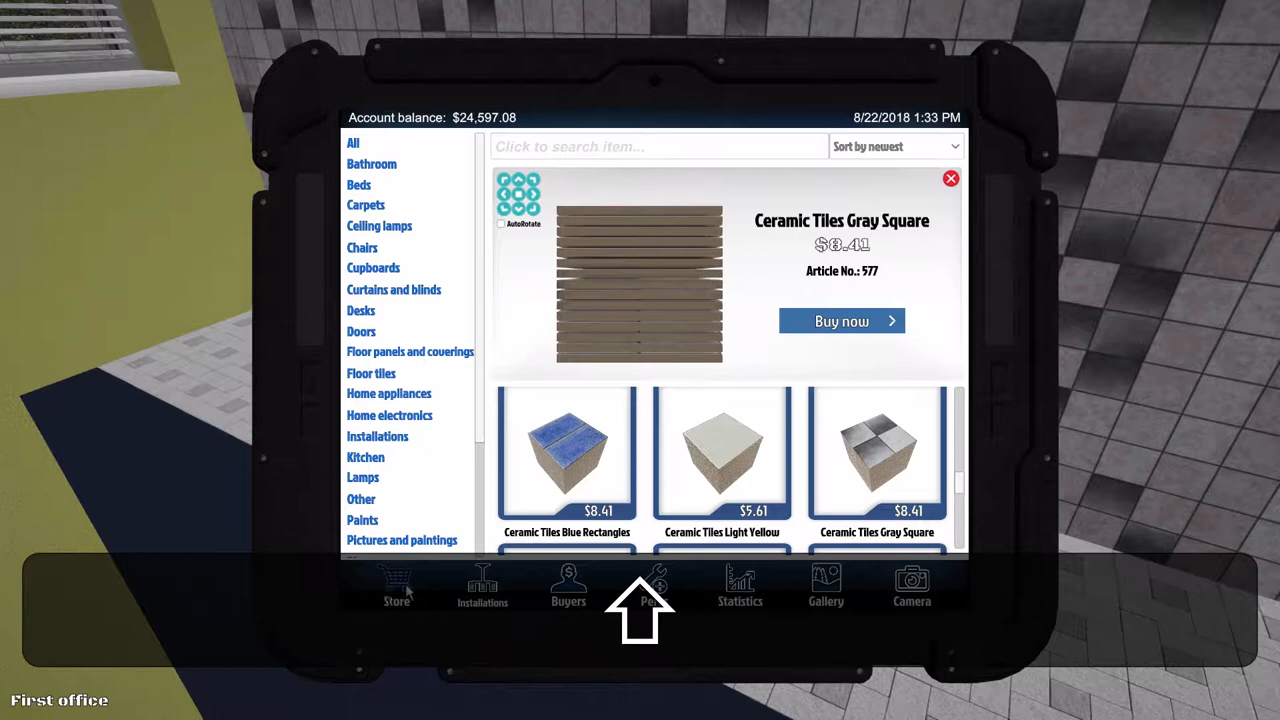 Account balance: $24,597.08
8/22/2018 1:33 PM
All
Bathroom
Beds
Carpets
Ceiling lamps
Chairs
Cupboards
Curtains and blinds
Desks
Doors
Floor panels and coverings
Floor tiles
Home appliances
Home electronics
Installations
Kitchen
Lamps
Other
Paints
Pictures and paintings
Click to search item...
Sort by newest
AutoRotate
Ceramic Tiles Gray Square
$8.41
Article No.: 577
Buy now
$8.41
$5.61
$8.41
Ceramic Tiles Blue Rectangles
Ceramic Tiles Light Yellow
Ceramic Tiles Gray Square
Store
Installations
Buyers
Statistics
Gallery
Camera
First office